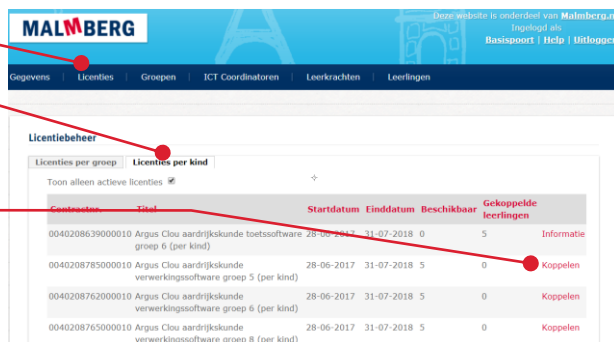 Deze website is onderdeel van Malmberg.n
MALMBERG
Ingelogd als
Basispoort | Help | Uitlogge
Gegevens | Licenties | Groepen | ICT Coordinatoren | Leerkrachten | Leerlingen
Licentiebeheer
Licenties per groep Licenties per kind
Toon alleen actieve licenties
Contractnr. Titel Startdatum Einddatum Beschikbaar Gekoppelde leerlingen
0040208639000010 Argus Clou aardrijkskunde toetssoftware 28-06-2017 31-07-2018 0 5 Informatie
groep 6 (per kind)
0040208785000010 Argus Clou aardrijkskunde 28-06-2017 31-07-2018 5 0 Koppelen
verwerkingssoftware groep 5 (per kind)
0040208762000010 Argus Clou aardrijkskunde 28-06-2017 31-07-2018 5 0 Koppelen
verwerkingssoftware groep 6 (per kind)
0040208765000010 Argus Clou aardrijkskunde 28-06-2017 31-07-2018 5 0 Koppelen
verwerkingssoftware groep 8 (per kind)